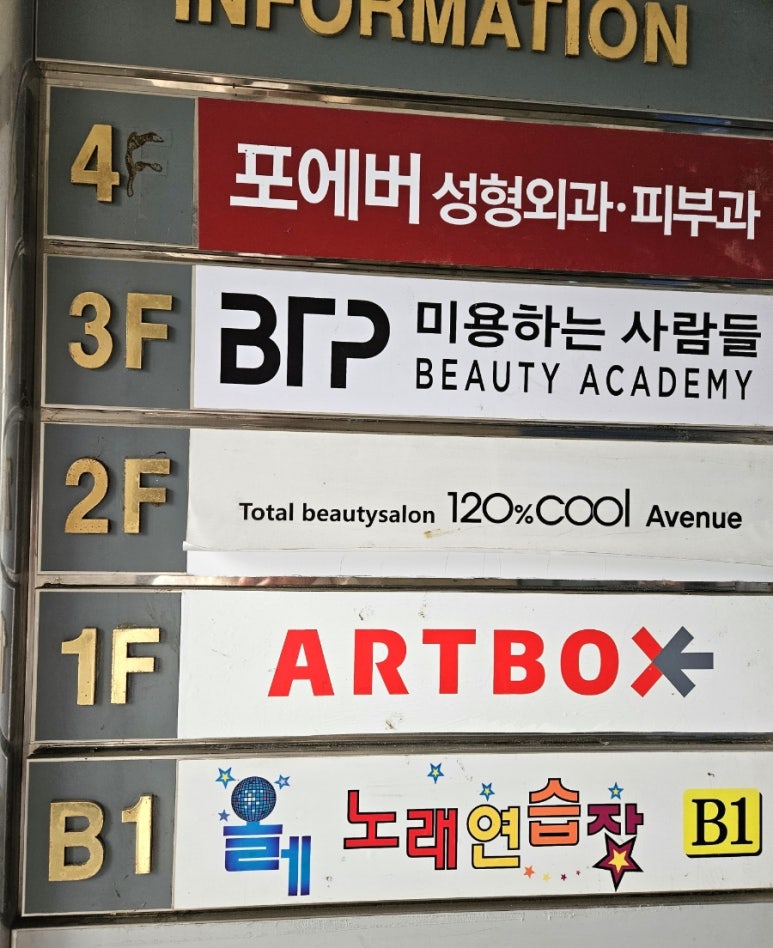 INFORMATION
4F 포에버 성형외과·피부과
3F BTP 미용하는 사람들
BEAUTY ACADEMY
2F Total beautysalon 120%COOl Avenue
1F ARTBOX
B1 올레 노래연습장 B1